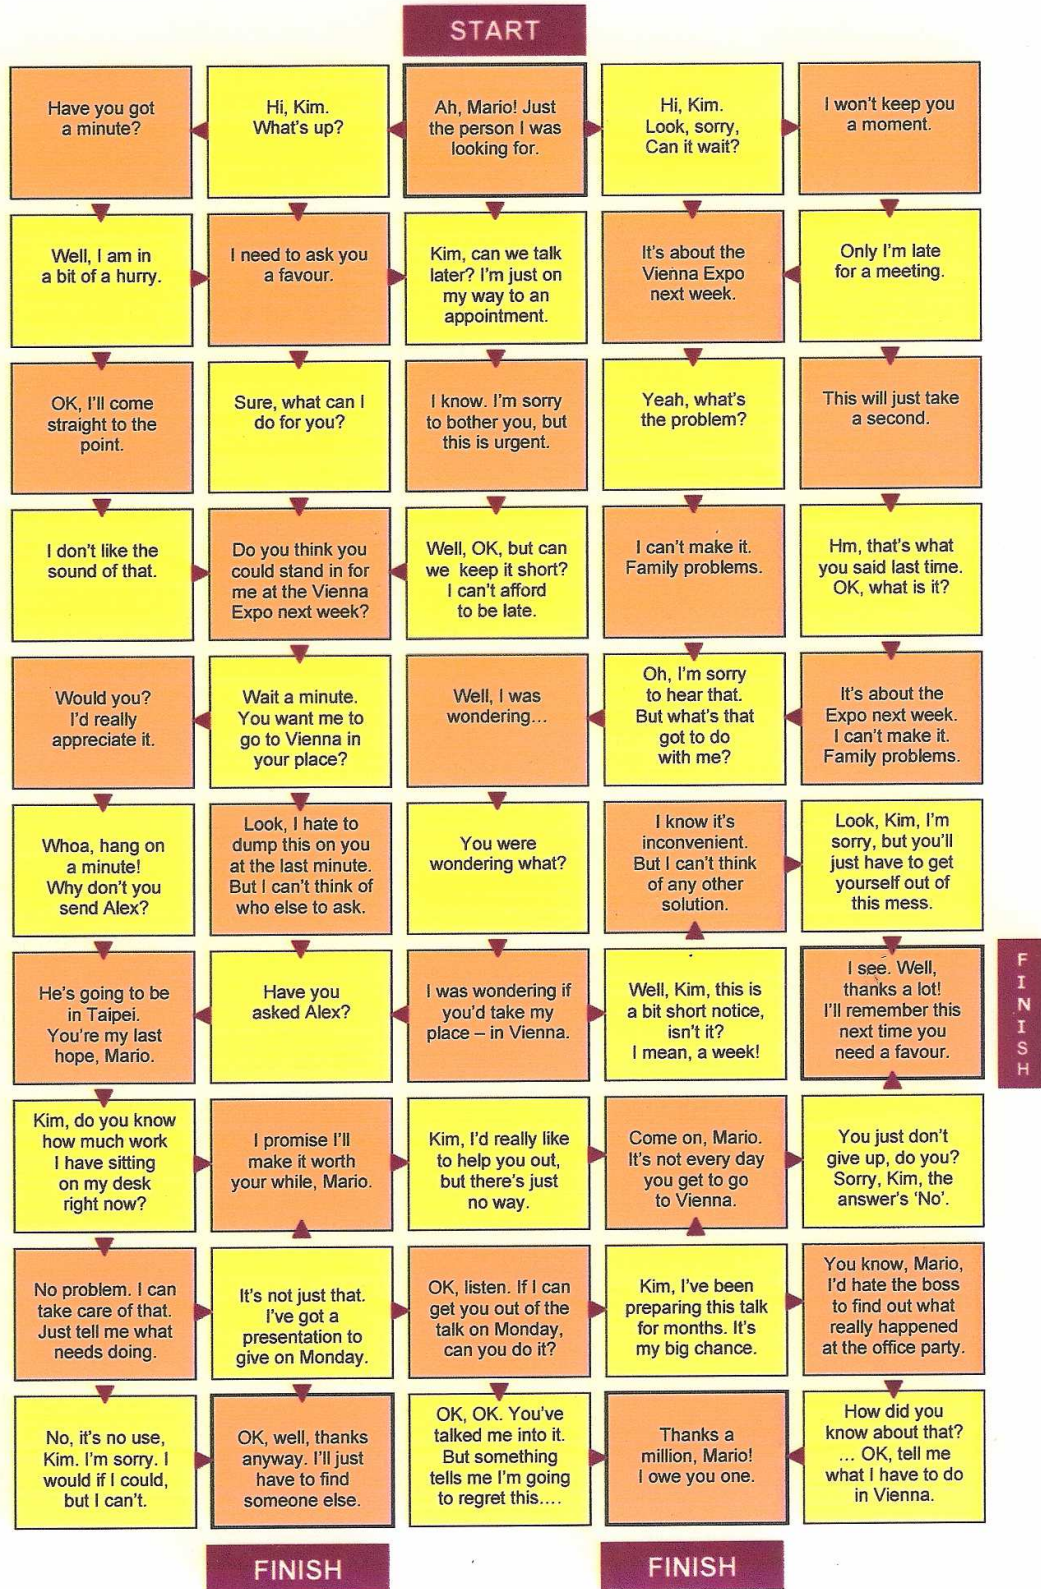 START
Have you got
a minute?
Hi, Kim.
What's up?
Ah, Mario! Just
the person I was
looking for.
Hi, Kim.
Look, sorry,
Can it wait?
I won't keep you
a moment.
Well, I am in
a bit of a hurry.
I need to ask you
a favour.
Kim, can we talk
later? I'm just on
my way to an
appointment.
It's about the
Vienna Expo
next week.
Only I'm late
for a meeting.
OK, I'll come
straight to the
point.
Sure, what can I
do for you?
I know. I'm sorry
to bother you, but
this is urgent.
Yeah, what's
the problem?
This will just take
a second.
I don't like the
sound of that.
Do you think you
could stand in for
me at the Vienna
Expo next week?
Well, OK, but can
we keep it short?
I can't afford
to be late.
I can't make it.
Family problems.
Hm, that's what
you said last time.
OK, what is it?
Would you?
I'd really
appreciate it.
Wait a minute.
You want me to
go to Vienna in
your place?
Well, I was
wondering...
Oh, I'm sorry
to hear that.
But what's that
got to do
with me?
It's about the
Expo next week.
I can't make it.
Family problems.
Whoa, hang on
a minute!
Why don't you
send Alex?
Look, I hate to
dump this on you
at the last minute.
But I can't think of
who else to ask.
You were
wondering what?
I know it's
inconvenient.
But I can't think
of any other
solution.
Look, Kim, I'm
sorry, but you'll
just have to get
yourself out of
this mess.
He's going to be
in Taipei.
You're my last
hope, Mario.
Have you
asked Alex?
I was wondering if
you'd take my
place – in Vienna.
Well, Kim, this is
a bit short notice,
isn't it?
I mean, a week!
I see. Well,
thanks a lot!
I'll remember this
next time you
need a favour.
FINISH
Kim, do you know
how much work
I have sitting
on my desk
right now?
I promise I'll
make it worth
your while, Mario.
Kim, I'd really like
to help you out,
but there's just
no way.
Come on, Mario.
It's not every day
you get to go
to Vienna.
You just don't
give up, do you?
Sorry, Kim, the
answer's 'No'.
No problem. I can
take care of that.
Just tell me what
needs doing.
It's not just that.
I've got a
presentation to
give on Monday.
OK, listen. If I can
get you out of the
talk on Monday,
can you do it?
Kim, I've been
preparing this talk
for months. It's
my big chance.
You know, Mario,
I'd hate the boss
to find out what
really happened
at the office party.
No, it's no use,
Kim. I'm sorry. I
would if I could,
but I can't.
OK, well, thanks
anyway. I'll just
have to find
someone else.
OK, OK. You've
talked me into it.
But something
tells me I'm going
to regret this....
Thanks a
million, Mario!
I owe you one.
How did you
know about that?
... OK, tell me
what I have to do
in Vienna.
FINISH
FINISH